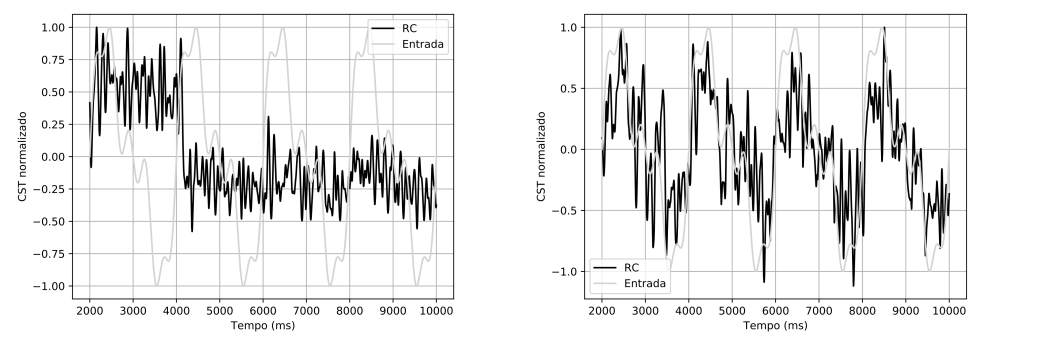 1.00
0.75
0.50
0.25
0.00
−0.25
−0.50
−0.75
−1.00
CST normalizado
2000 3000 4000 5000 6000 7000 8000 9000 10000
Tempo (ms)
RC
Entrada
1.0
0.5
0.0
−0.5
−1.0
CST normalizado
2000 3000 4000 5000 6000 7000 8000 9000 10000
Tempo (ms)
RC
Entrada